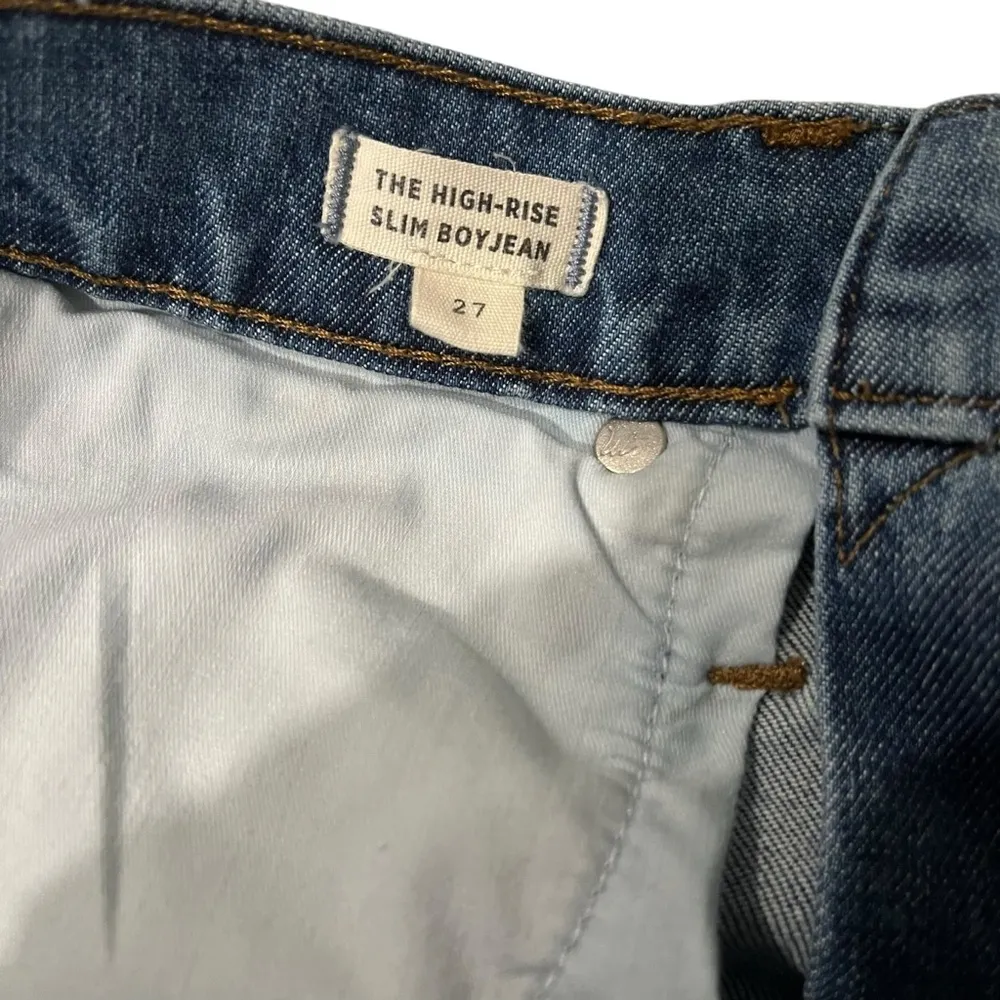 THE HIGH-RISE
SLIM BOYJEAN
27